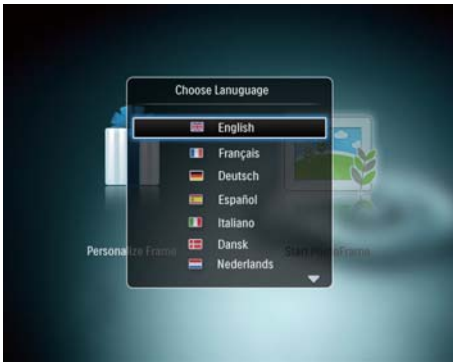 Choose Lanuguage
English
Français
Deutsch
Español
Italiano
Dansk
Nederlands
Personalize Frame
Start PhotoFrame